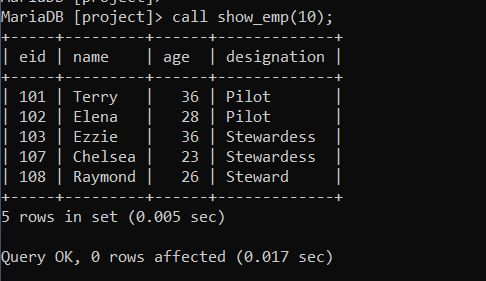 MariaDB [project]>
MariaDB [project]> call show_emp(10);
+-----+---------+------+-------------+
| eid | name    | age  | designation |
+-----+---------+------+-------------+
| 101 | Terry   |   36 | Pilot       |
| 102 | Elena   |   28 | Pilot       |
| 103 | Ezzie   |   36 | Stewardess  |
| 107 | Chelsea |   23 | Stewardess  |
| 108 | Raymond |   26 | Steward     |
+-----+---------+------+-------------+
5 rows in set (0.005 sec)

Query OK, 0 rows affected (0.017 sec)